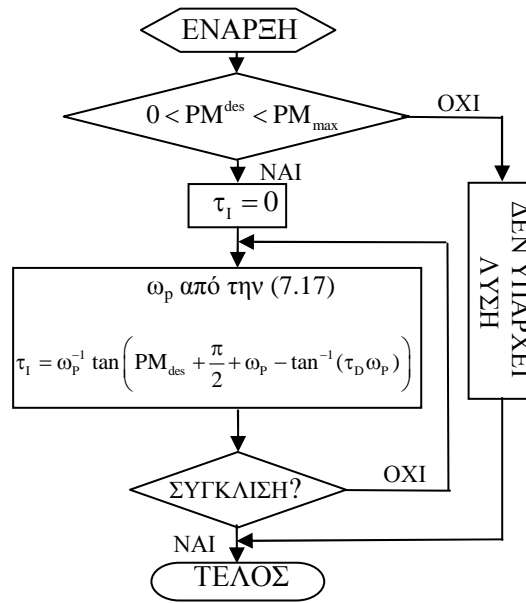 ΕΝΑΡΞΗ
0 < PM^des < PM_max
ΟΧΙ
ΝΑΙ
τ_I = 0
ΔΕΝ ΥΠΑΡΧΕΙ
ΛΥΣΗ
ω_p από την (7.17)
τ_I = ω_P^{-1} tan(PM_des + π/2 + ω_P − tan^{-1}(τ_D ω_P))
ΣΥΓΚΛΙΣΗ?
ΟΧΙ
ΝΑΙ
ΤΕΛΟΣ